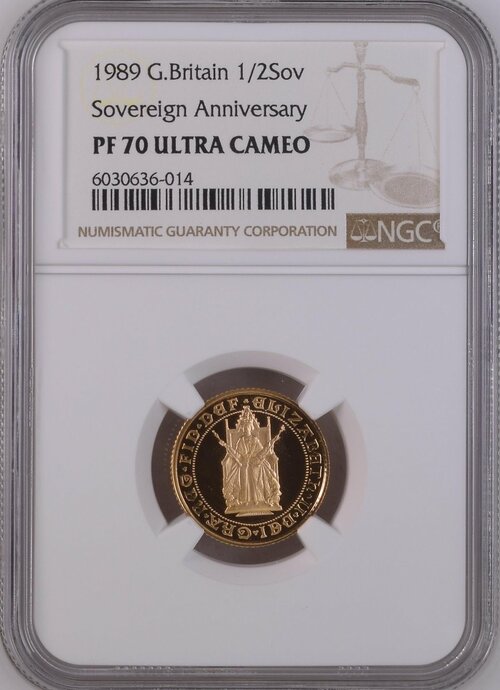 1989 G.Britain 1/2Sov
Sovereign Anniversary
PF 70 ULTRA CAMEO
6030636-014
NUMISMATIC GUARANTY CORPORATION
NGC
ELIZABETH·II·DEI·GRA·REG·FID·DEF·